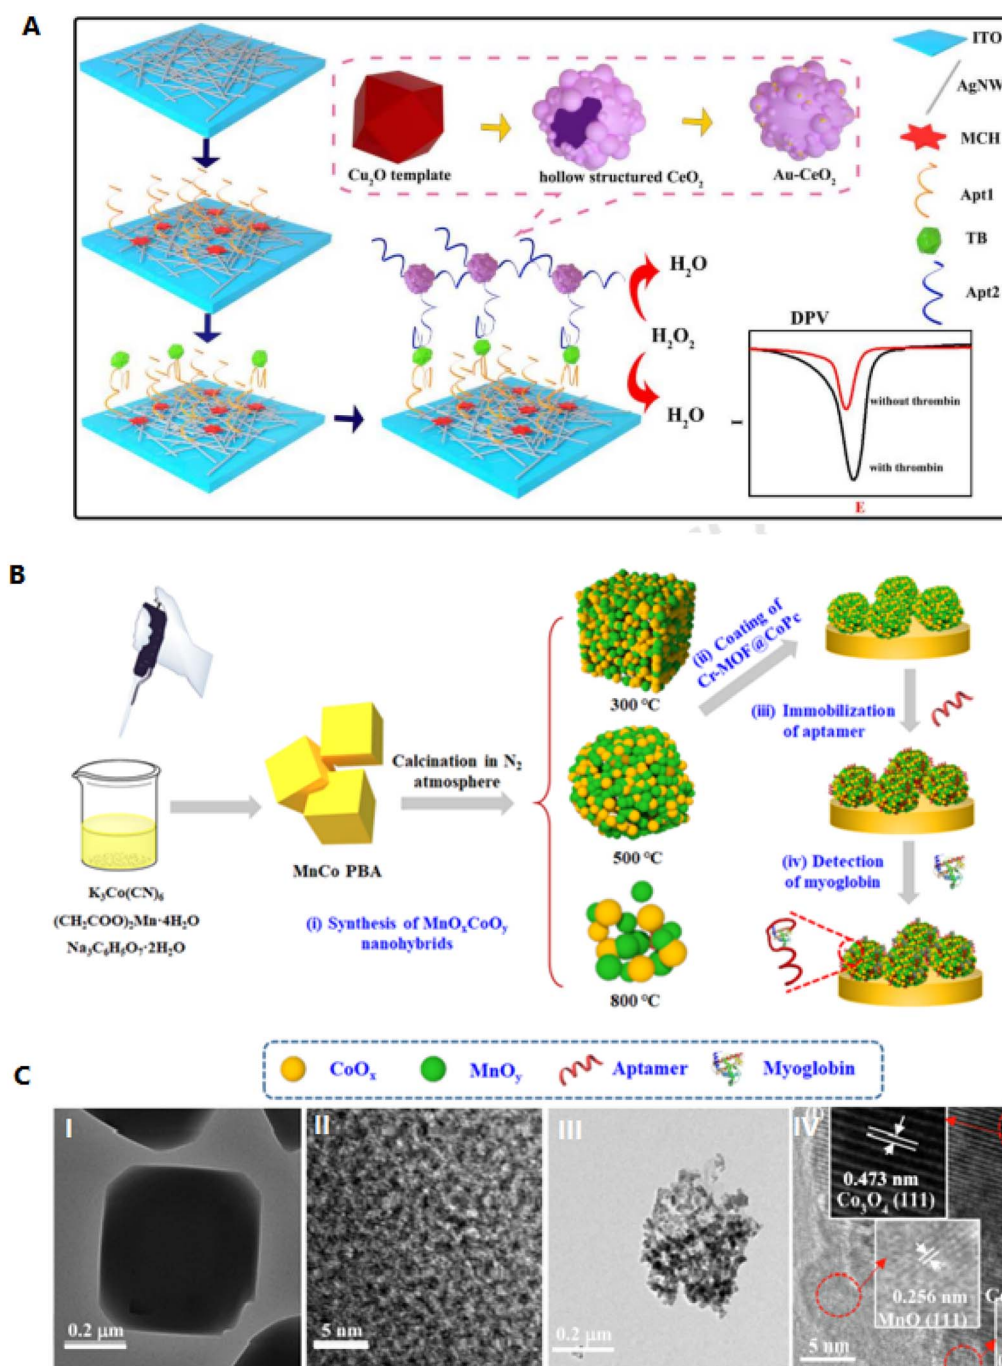 A
ITO
AgNW
MCH
Apt1
TB
Apt2
Cu₂O template
hollow structured CeO₂
Au-CeO₂
H₂O
H₂O₂
H₂O
DPV
without thrombin
with thrombin
I
E
B
K₃Co(CN)₆
(CH₂COO)₂Mn·4H₂O
Na₃C₆H₅O₇·2H₂O
MnCo PBA
Calcination in N₂
atmosphere
(i) Synthesis of MnOₓCoOᵧ
nanohybrids
300 °C
500 °C
800 °C
(ii) Coating of
Cr-MOF@CoPc
(iii) Immobilization
of aptamer
(iv) Detection
of myoglobin
CoOₓ
MnOᵧ
Aptamer
Myoglobin
C
I
0.2 μm
II
5 nm
III
0.2 μm
IV
0.473 nm
Co₃O₄ (111)
0.256 nm
MnO (111)
5 nm